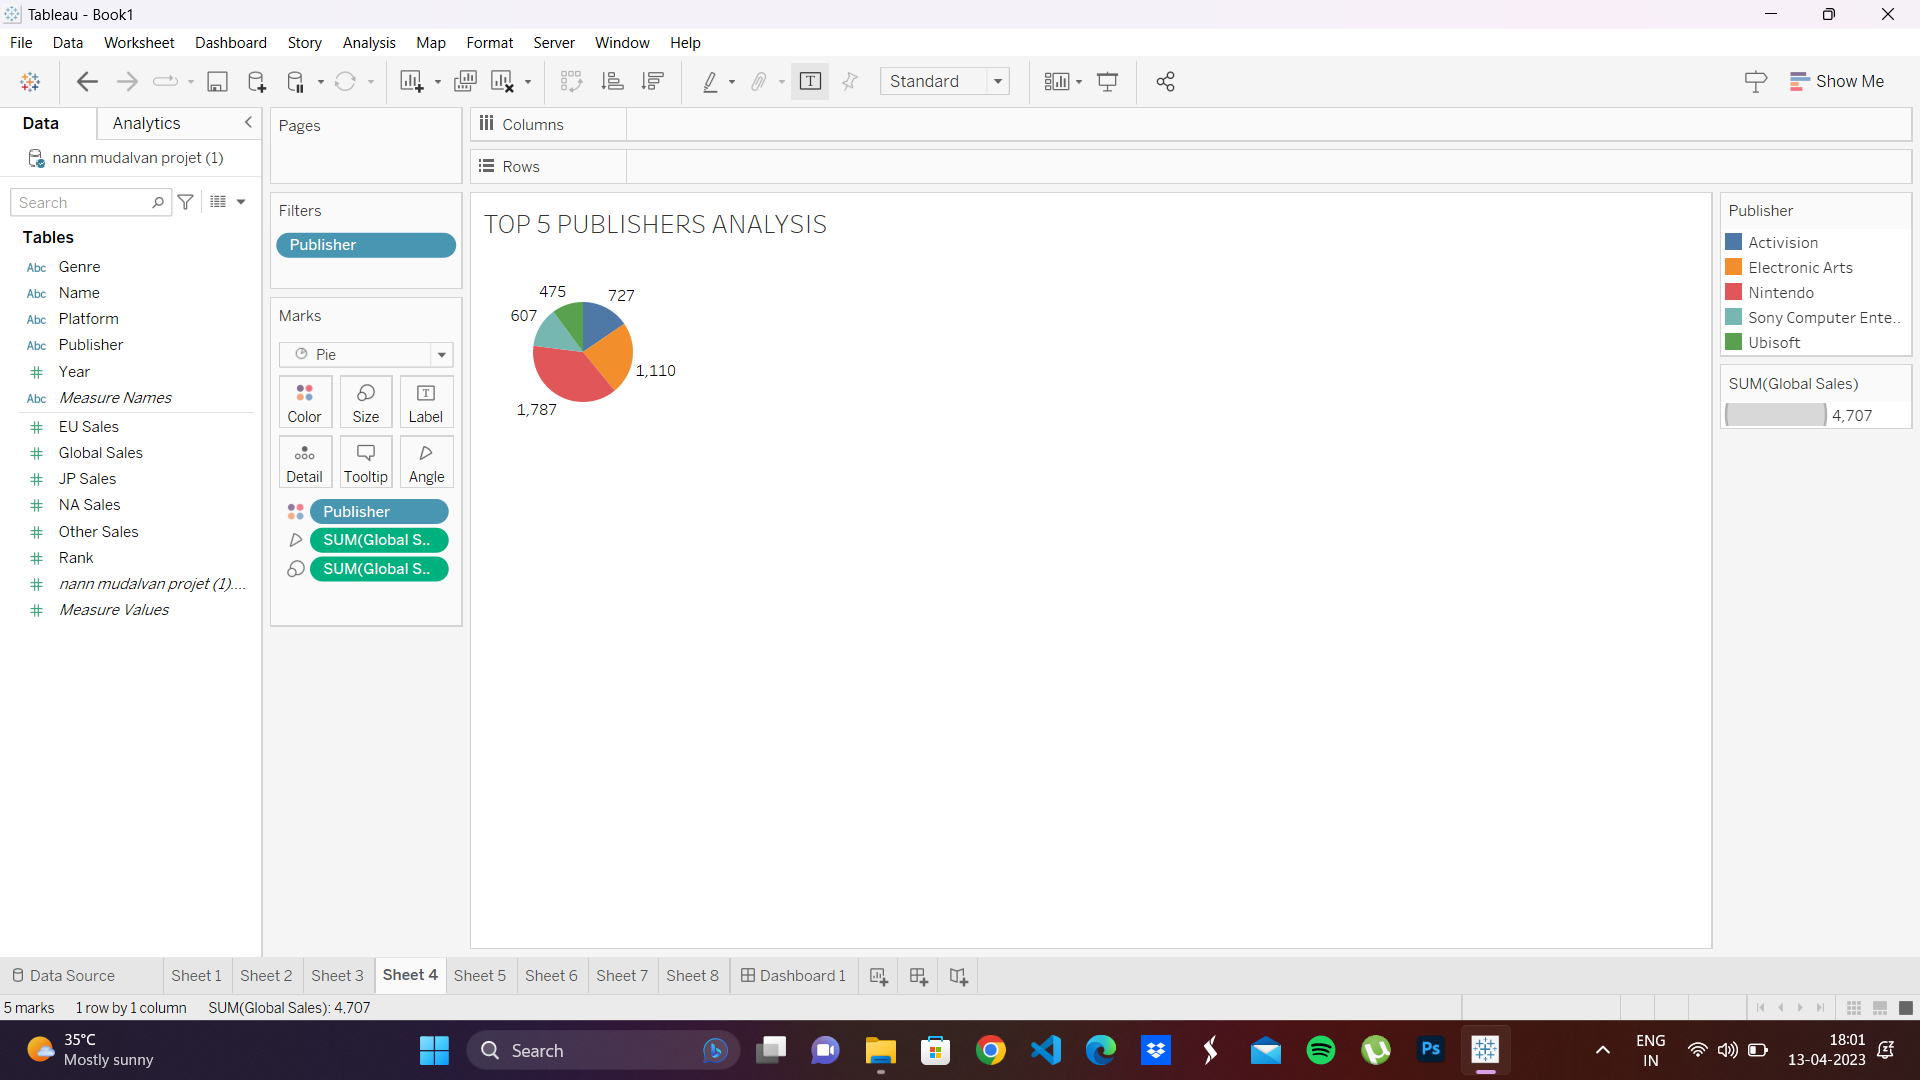 Tableau - Book1
File Data Worksheet Dashboard Story Analysis Map Format Server Window Help
Standard
Show Me
Data Analytics
nann mudalvan projet (1)
Search
Tables
Abc Genre
Abc Name
Abc Platform
Abc Publisher
# Year
Abc Measure Names
# EU Sales
# Global Sales
# JP Sales
# NA Sales
# Other Sales
# Rank
# nann mudalvan projet (1)....
# Measure Values
Pages
Filters
Publisher
Marks
Pie
Color Size Label
Detail Tooltip Angle
Publisher
SUM(Global S..
SUM(Global S..
Columns
Rows
TOP 5 PUBLISHERS ANALYSIS
475
727
607
1,110
1,787
Publisher
Activision
Electronic Arts
Nintendo
Sony Computer Ente..
Ubisoft
SUM(Global Sales)
4,707
Data Source Sheet 1 Sheet 2 Sheet 3 Sheet 4 Sheet 5 Sheet 6 Sheet 7 Sheet 8 Dashboard 1
5 marks 1 row by 1 column SUM(Global Sales): 4,707
35°C
Mostly sunny
Search
Ps
ENG
IN
18:01
13-04-2023